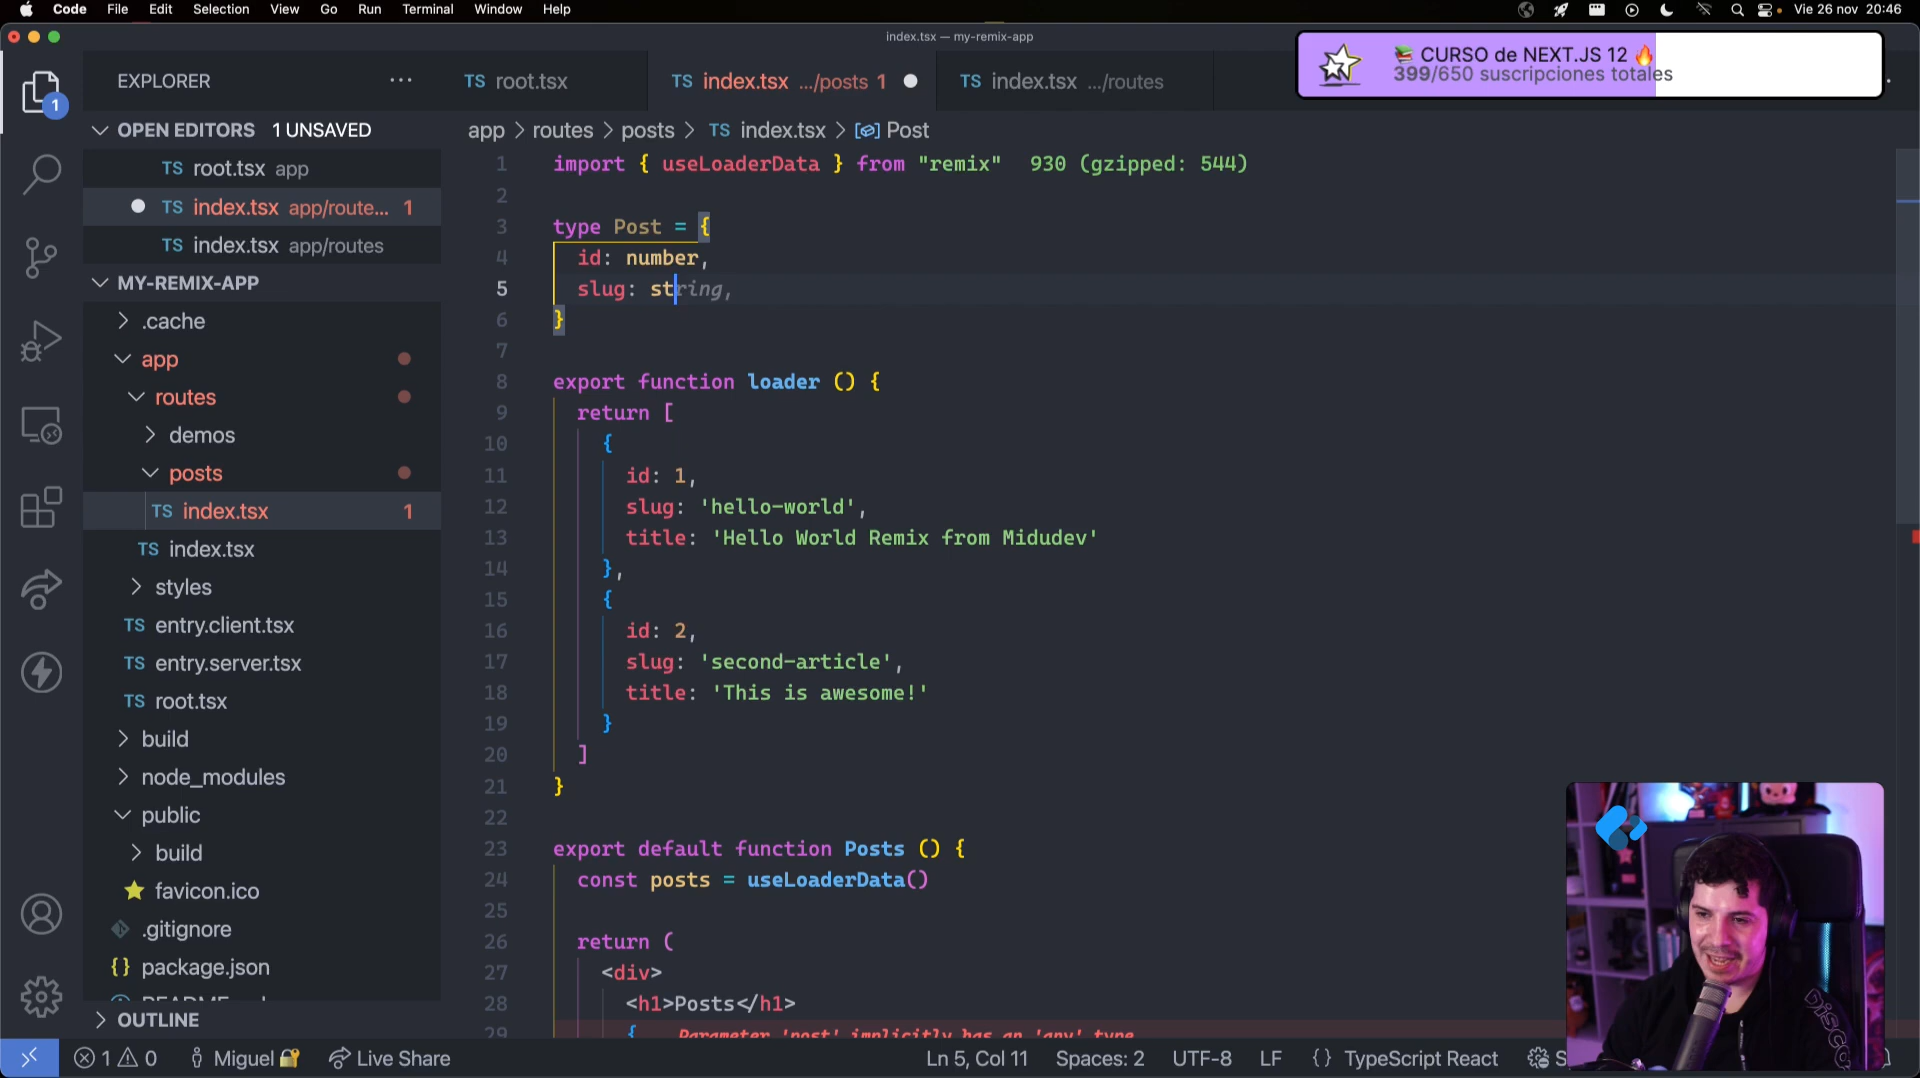 Code File Edit Selection View Go Run Terminal Window Help
Vie 26 nov 20:46
index.tsx — my-remix-app
📚 CURSO de NEXT.JS 12 🔥
399/650 suscripciones totales
EXPLORER ···
TS root.tsx
TS index.tsx .../posts 1
TS index.tsx .../routes
1
OPEN EDITORS 1 UNSAVED
TS root.tsx app
TS index.tsx app/route... 1
TS index.tsx app/routes
MY-REMIX-APP
.cache
app
routes
demos
posts
TS index.tsx 1
TS index.tsx
styles
TS entry.client.tsx
TS entry.server.tsx
TS root.tsx
build
node_modules
public
build
favicon.ico
.gitignore
{} package.json
OUTLINE
app > routes > posts > TS index.tsx > Post
1 import { useLoaderData } from "remix" 930 (gzipped: 544)
2
3 type Post = {
4 id: number,
5 slug: string,
6 }
7
8 export function loader () {
9 return [
10 {
11 id: 1,
12 slug: 'hello-world',
13 title: 'Hello World Remix from Midudev'
14 },
15 {
16 id: 2,
17 slug: 'second-article',
18 title: 'This is awesome!'
19 }
20 ]
21 }
22
23 export default function Posts () {
24 const posts = useLoaderData()
25
26 return (
27 <div>
28 <h1>Posts</h1>
29 { Parameter 'post' implicitly has an 'any' type
1 0 Miguel 🔐 Live Share
Ln 5, Col 11 Spaces: 2 UTF-8 LF {} TypeScript React